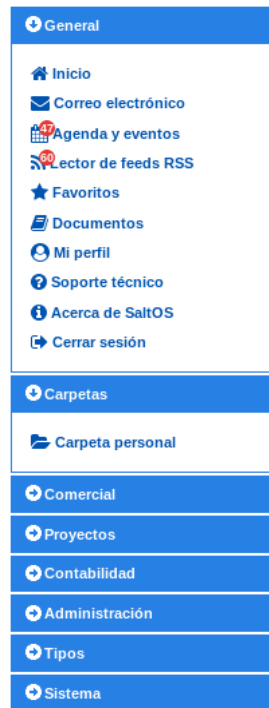 General
Inicio
Correo electrónico
47
Agenda y eventos
60
Lector de feeds RSS
Favoritos
Documentos
Mi perfil
Soporte técnico
Acerca de SaltOS
Cerrar sesión
Carpetas
Carpeta personal
Comercial
Proyectos
Contabilidad
Administración
Tipos
Sistema